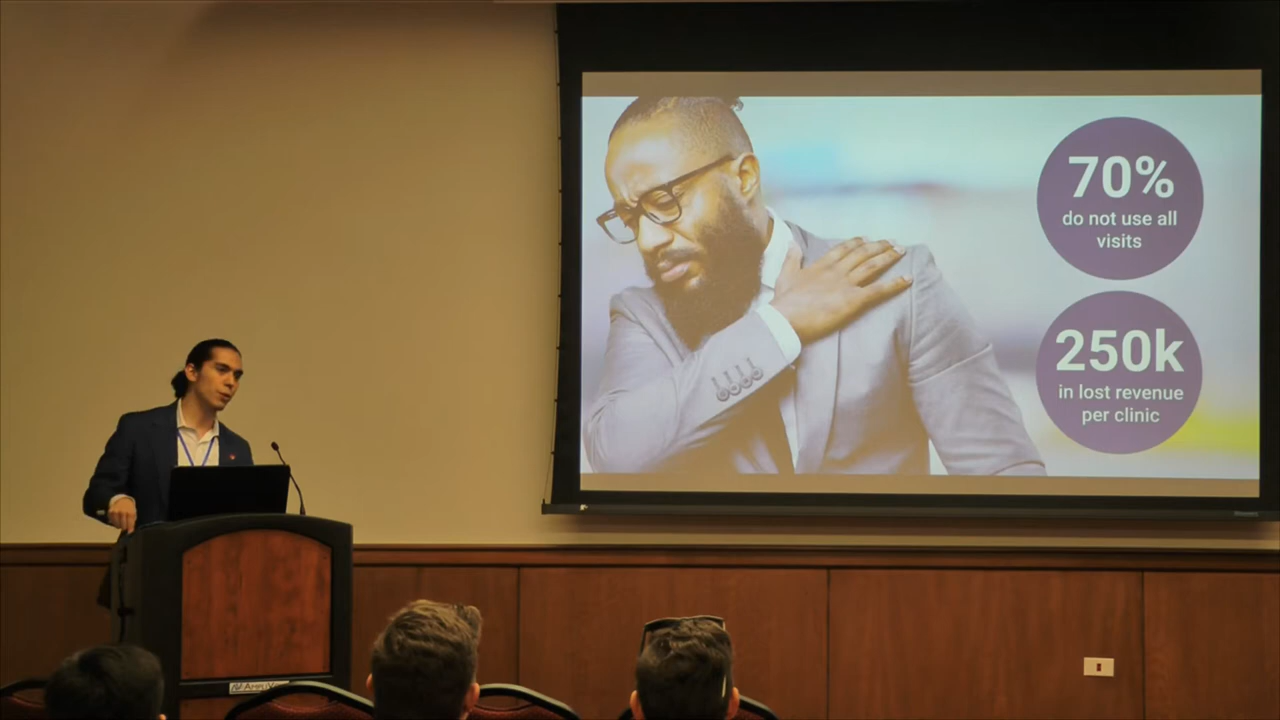 70%
do not use all
visits
250k
in lost revenue
per clinic